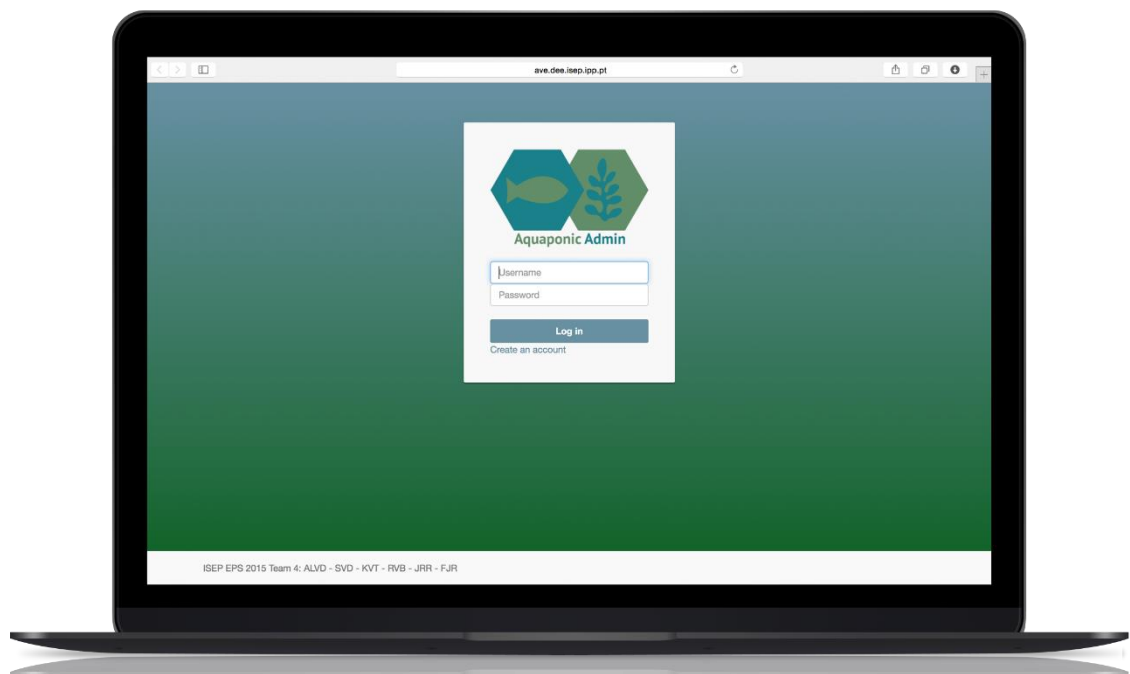 ave.dee.isep.ipp.pt
Aquaponic Admin
Username
Password
Log in
Create an account
ISEP EPS 2015 Team 4: ALVD - SVD - KVT - RVB - JRR - FJR